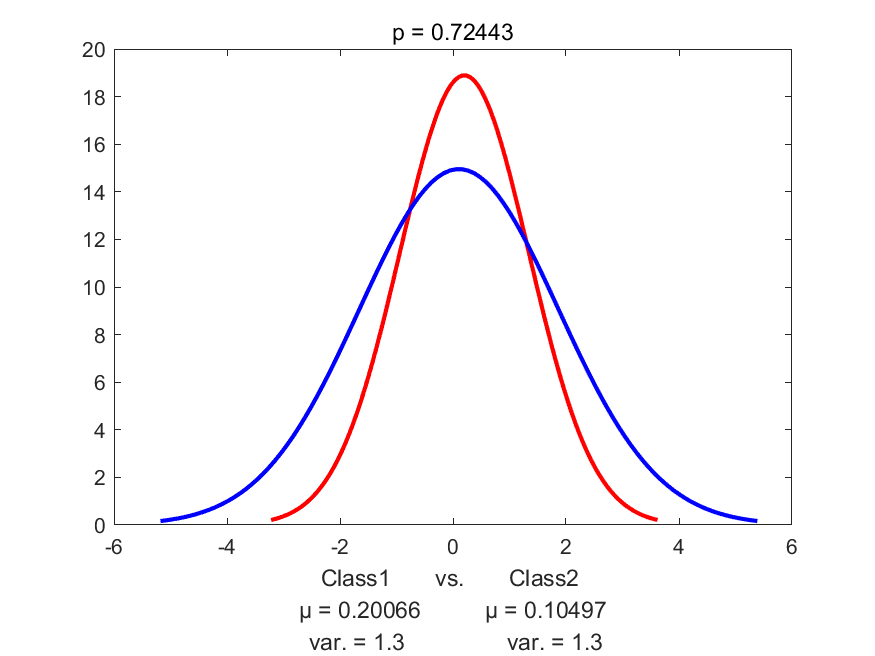 p = 0.72443
20
18
16
14
12
10
8
6
4
2
0
-6 -4 -2 0 2 4 6
Class1 vs. Class2
μ = 0.20066 μ = 0.10497
var. = 1.3 var. = 1.3